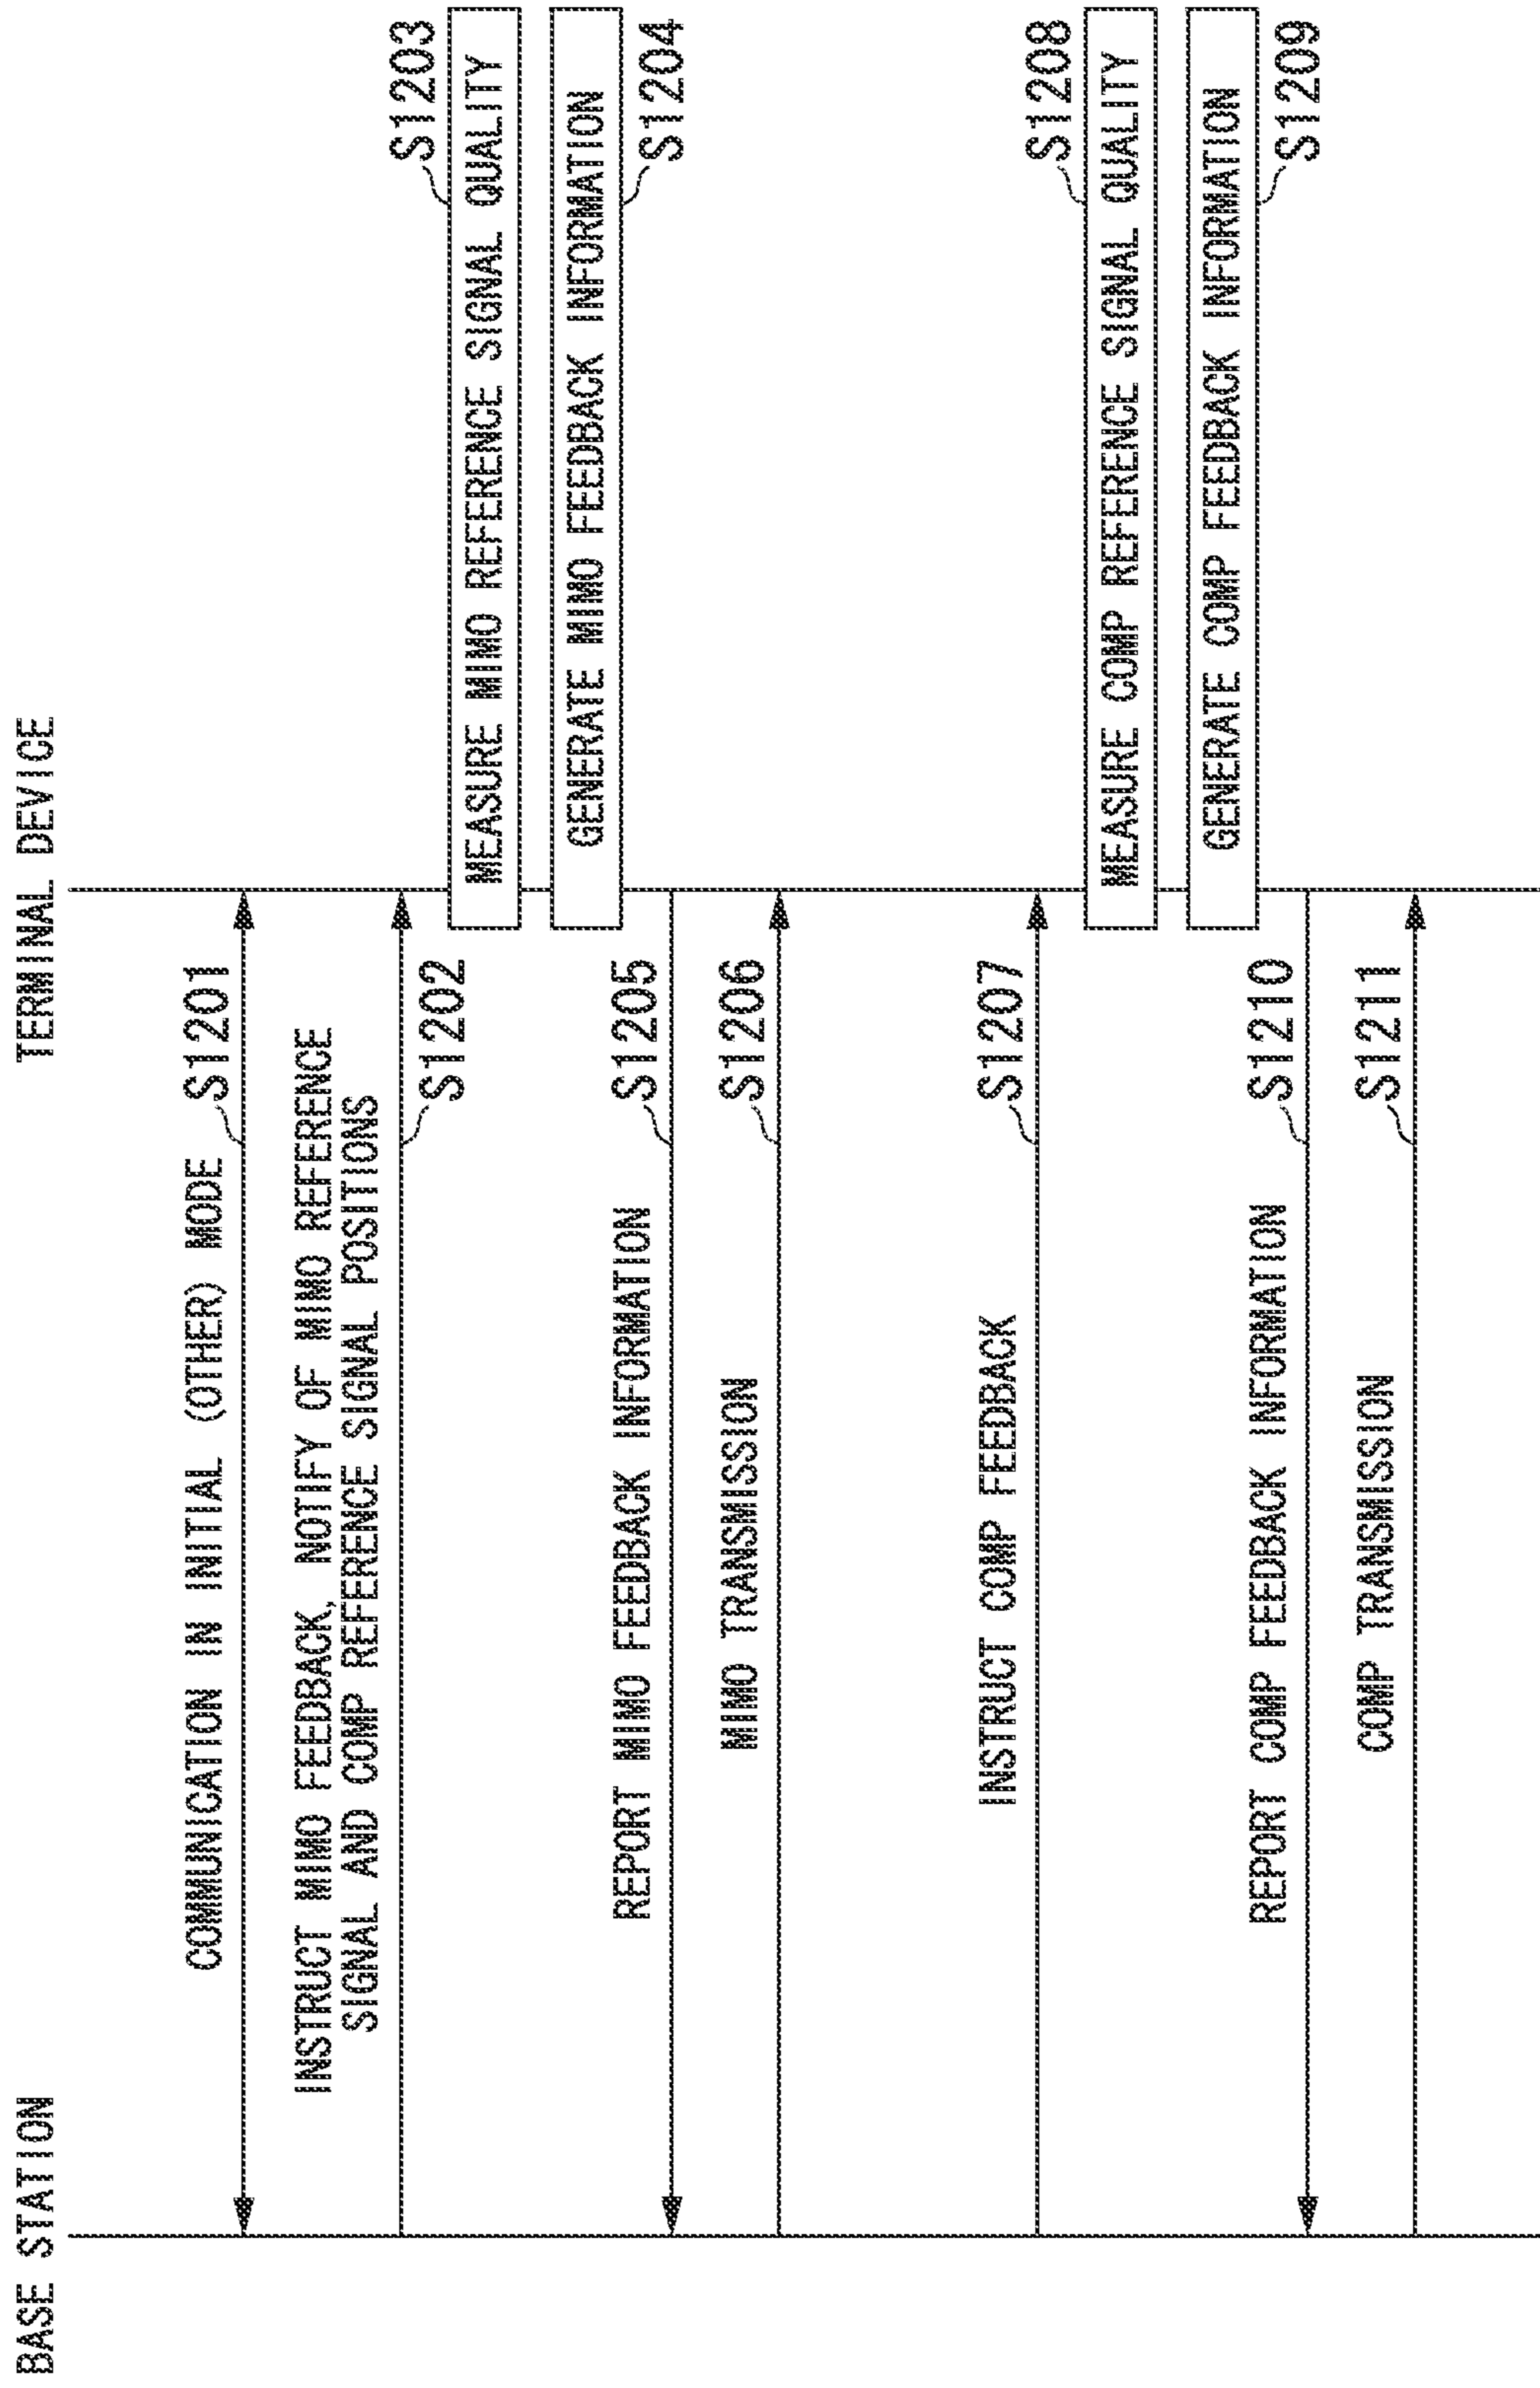 BASE STATION
TERMINAL DEVICE
COMMUNICATION IN INITIAL (OTHER) MODE
S1201
INSTRUCT MIMO FEEDBACK, NOTIFY OF MIMO REFERENCE
SIGNAL AND COMP REFERENCE SIGNAL POSITIONS
S1202
S1203
MEASURE MIMO REFERENCE SIGNAL QUALITY
GENERATE MIMO FEEDBACK INFORMATION
S1204
REPORT MIMO FEEDBACK INFORMATION
S1205
MIMO TRANSMISSION
S1206
INSTRUCT COMP FEEDBACK
S1207
S1208
MEASURE COMP REFERENCE SIGNAL QUALITY
GENERATE COMP FEEDBACK INFORMATION
S1209
REPORT COMP FEEDBACK INFORMATION
S1210
COMP TRANSMISSION
S1211